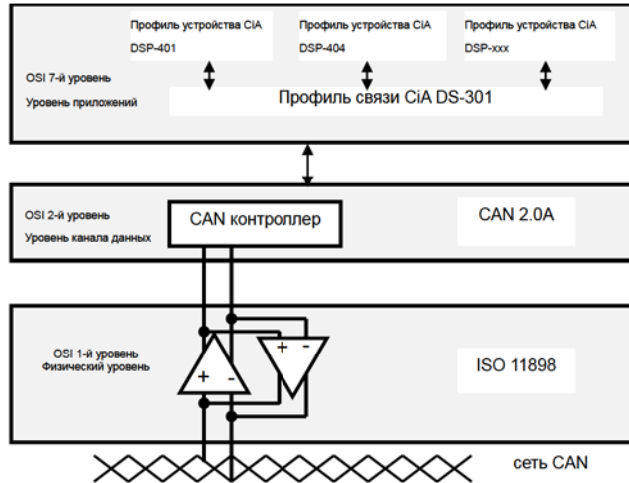 Профиль устройства CiA
DSP-401
Профиль устройства CiA
DSP-404
Профиль устройства CiA
DSP-xxx
OSI 7-й уровень
Уровень приложений
Профиль связи CiA DS-301
OSI 2-й уровень
Уровень канала данных
CAN контроллер
CAN 2.0A
OSI 1-й уровень
Физический уровень
+ -
+ -
ISO 11898
сеть CAN